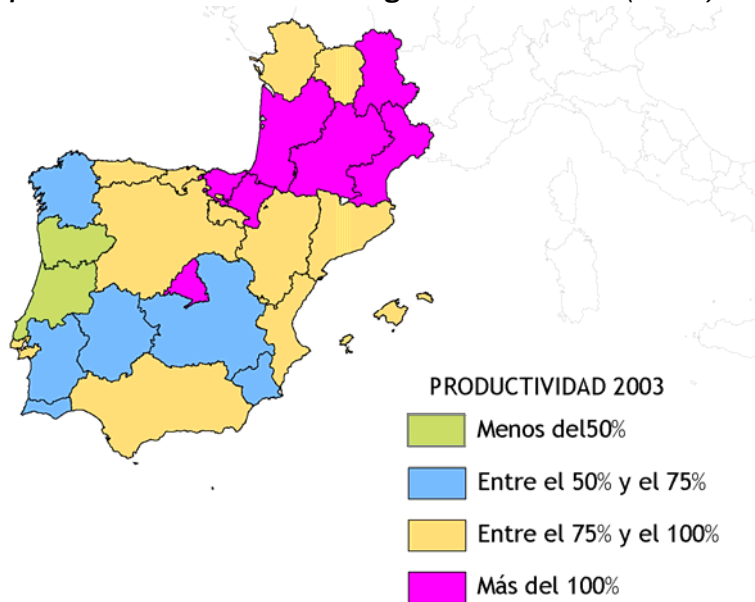 PRODUCTIVIDAD 2003
Menos del50%
Entre el 50% y el 75%
Entre el 75% y el 100%
Más del 100%